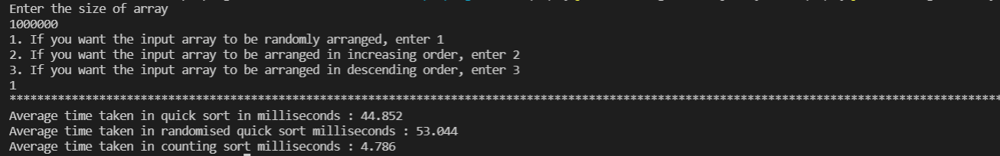 Enter the size of array
1000000
1. If you want the input array to be randomly arranged, enter 1
2. If you want the input array to be arranged in increasing order, enter 2
3. If you want the input array to be arranged in descending order, enter 3
1
****************************************************************************************************************************************************
Average time taken in quick sort in milliseconds : 44.852
Average time taken in randomised quick sort milliseconds : 53.044
Average time taken in counting sort milliseconds : 4.786